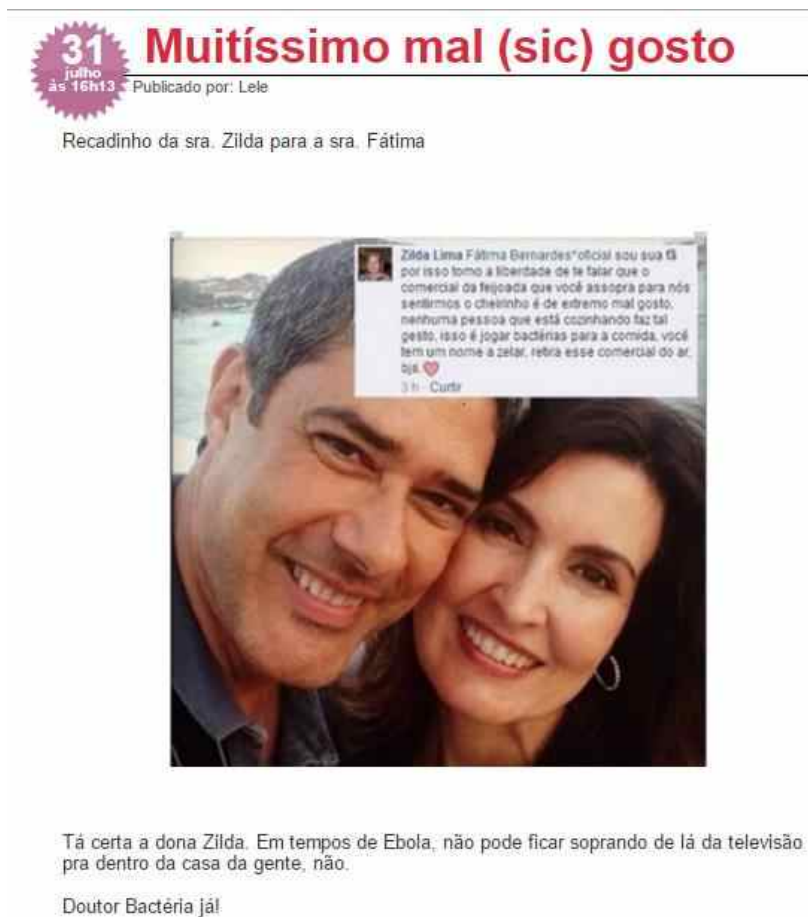 31
julho
às 16h13
Muitíssimo mal (sic) gosto
Publicado por: Lele
Recadinho da sra. Zilda para a sra. Fátima
Zilda Lima Fátima Bernardes*oficial sou sua fã
por isso tomo a liberdade de te falar que o
comercial da feijoada que você assopra para nós
sentirmos o cheirinho é de extremo mal gosto,
nenhuma pessoa que está cozinhando faz tal
gesto, isso é jogar bactérias para a comida, você
tem um nome a zelar, retira esse comercial do ar,
bjs.
3 h · Curtir
Tá certa a dona Zilda. Em tempos de Ebola, não pode ficar soprando de lá da televisão
pra dentro da casa da gente, não.
Doutor Bactéria já!